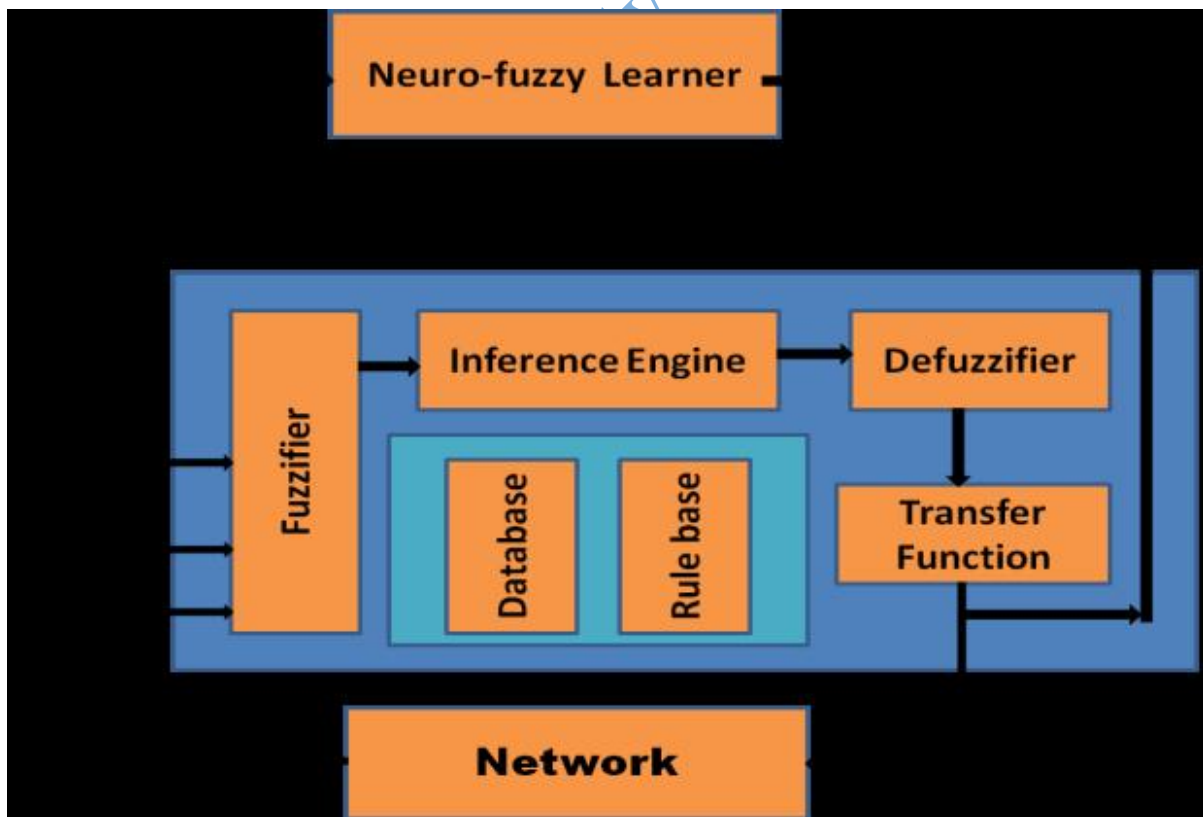 Neuro-fuzzy Learner
Inference Engine
Defuzzifier
Fuzzifier
Database
Rule base
Transfer
Function
Network